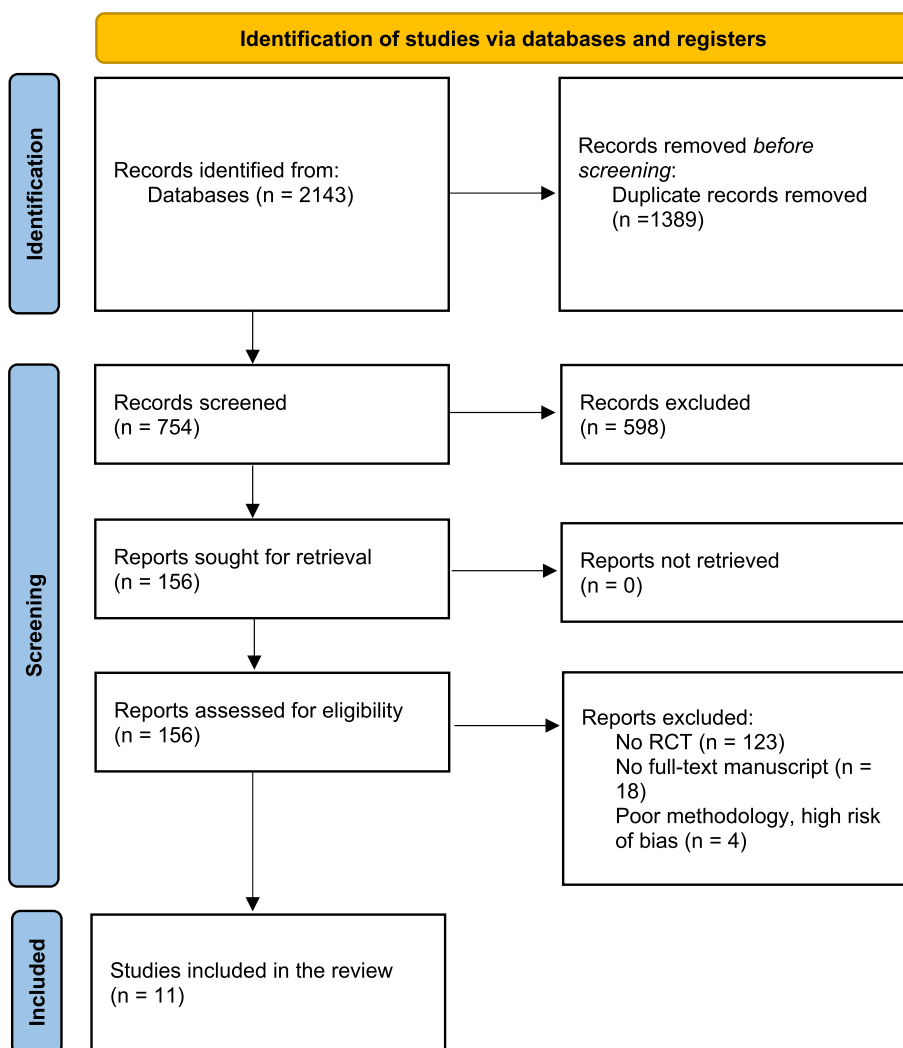 Identification of studies via databases and registers
Identification
Records identified from:
Databases (n = 2143)
Records removed before
screening:
Duplicate records removed
(n =1389)
Screening
Records screened
(n = 754)
Records excluded
(n = 598)
Reports sought for retrieval
(n = 156)
Reports not retrieved
(n = 0)
Reports assessed for eligibility
(n = 156)
Reports excluded:
No RCT (n = 123)
No full-text manuscript (n =
18)
Poor methodology, high risk
of bias (n = 4)
Included
Studies included in the review
(n = 11)